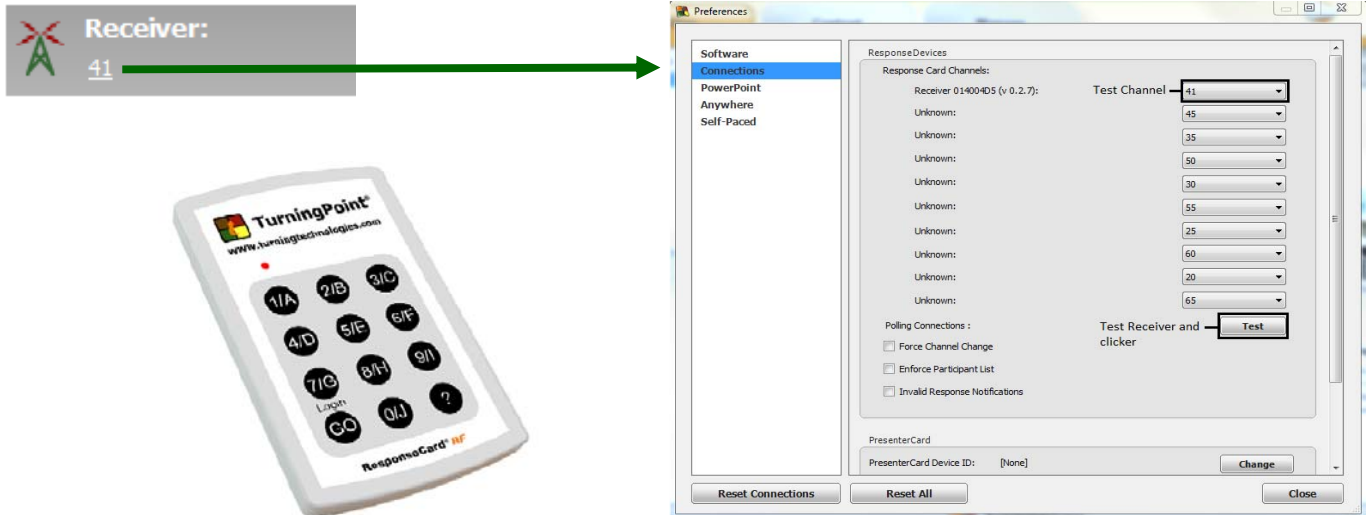 Receiver:
41
TurningPoint®
www.turningtechnologies.com
1/A 2/B 3/C
4/D 5/E 6/F
7/G 8/H 9/I
Login
GO 0/J ?
ResponseCard® RF
Preferences
Software
Connections
PowerPoint
Anywhere
Self-Paced
ResponseDevices
Response Card Channels:
Receiver 014004D5 (v 0.2.7): Test Channel 41
Unknown: 45
Unknown: 35
Unknown: 50
Unknown: 30
Unknown: 55
Unknown: 25
Unknown: 60
Unknown: 20
Unknown: 65
Polling Connections : Test Receiver and clicker Test
Force Channel Change
Enforce Participant List
Invalid Response Notifications
PresenterCard
PresenterCard Device ID: [None] Change
Reset Connections Reset All Close